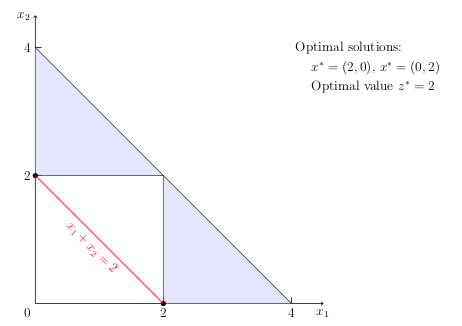 x₂
4
Optimal solutions:
x* = (2, 0), x* = (0, 2)
Optimal value z* = 2
2
x₁ + x₂ = 2
0
2
4
x₁